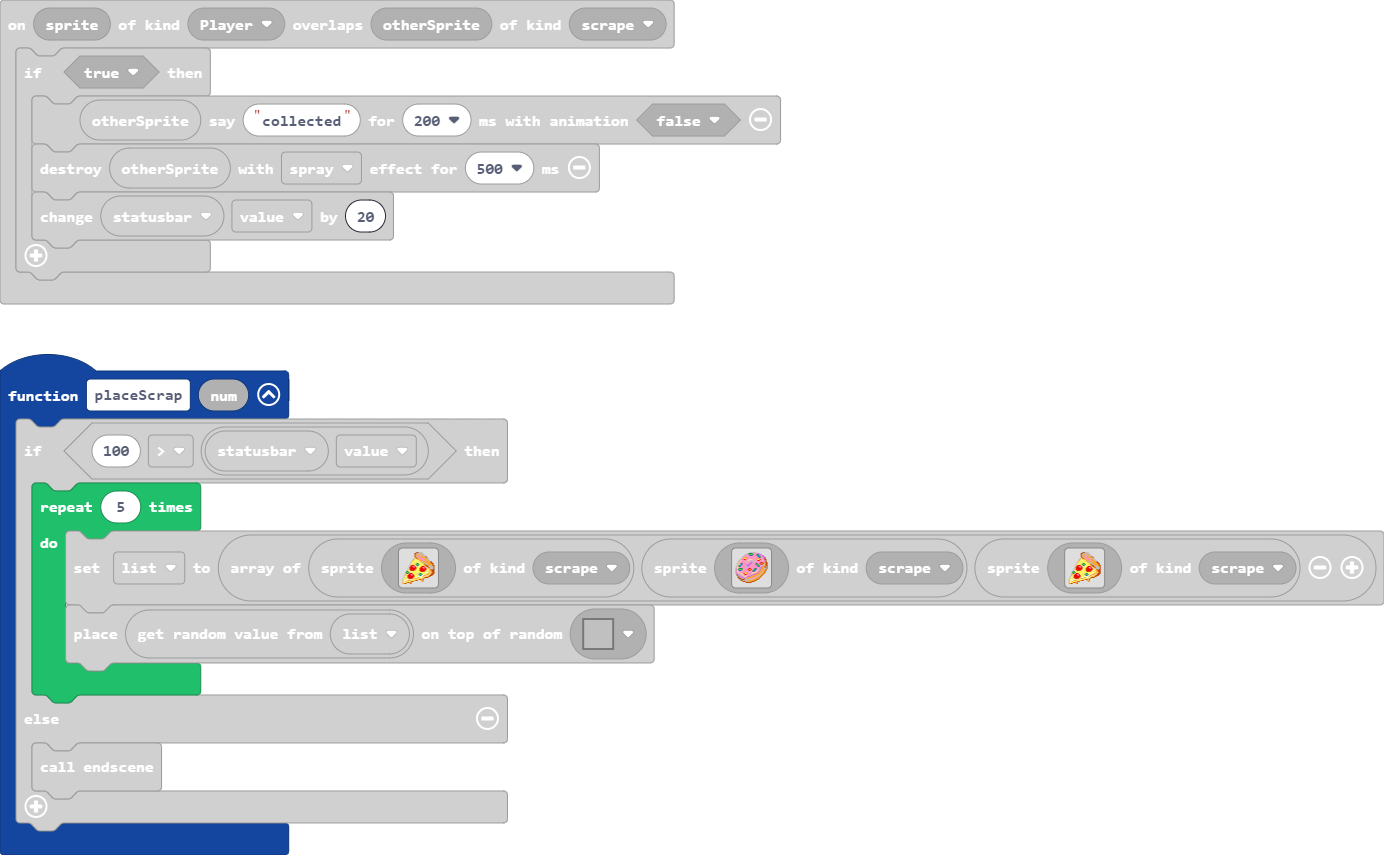 on sprite of kind Player overlaps otherSprite of kind scrape
if true then
otherSprite say "collected" for 200 ms with animation false
destroy otherSprite with spray effect for 500 ms
change statusbar value by 20
function placeScrap num
if 100 > statusbar value then
repeat 5 times
do
set list to array of sprite of kind scrape sprite of kind scrape sprite of kind scrape
place get random value from list on top of random
else
call endscene